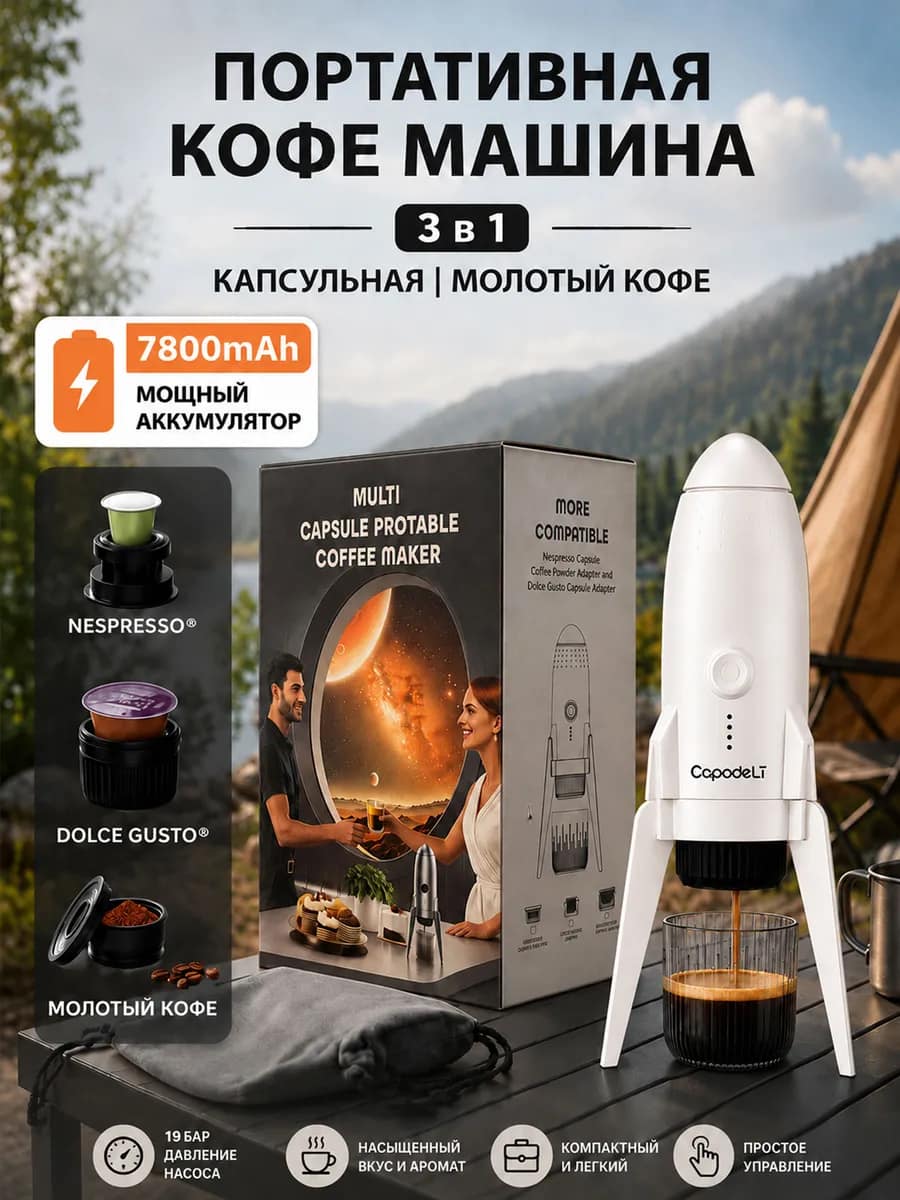 ПОРТАТИВНАЯ
КОФЕ МАШИНА
3 в 1
КАПСУЛЬНАЯ | МОЛОТЫЙ КОФЕ
7800mAh
МОЩНЫЙ
АККУМУЛЯТОР
NESPRESSO®
DOLCE GUSTO®
МОЛОТЫЙ КОФЕ
MULTI
CAPSULE PROTABLE
COFFEE MAKER
MORE
COMPATIBLE
Nespresso Capsule
Coffee Powder Adapter and
Dolce Gusto Capsule Adapter
CapodeLi
19 БАР
ДАВЛЕНИЕ
НАСОСА
НАСЫЩЕННЫЙ
ВКУС И АРОМАТ
КОМПАКТНЫЙ
И ЛЕГКИЙ
ПРОСТОЕ
УПРАВЛЕНИЕ